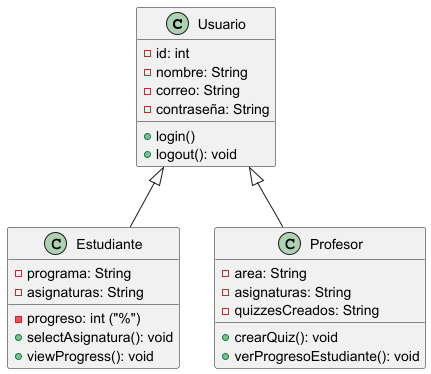 C Usuario
id: int
nombre: String
correo: String
contraseña: String
login()
logout(): void
C Estudiante
programa: String
asignaturas: String
progreso: int ("%")
selectAsignatura(): void
viewProgress(): void
C Profesor
area: String
asignaturas: String
quizzesCreados: String
crearQuiz(): void
verProgresoEstudiante(): void